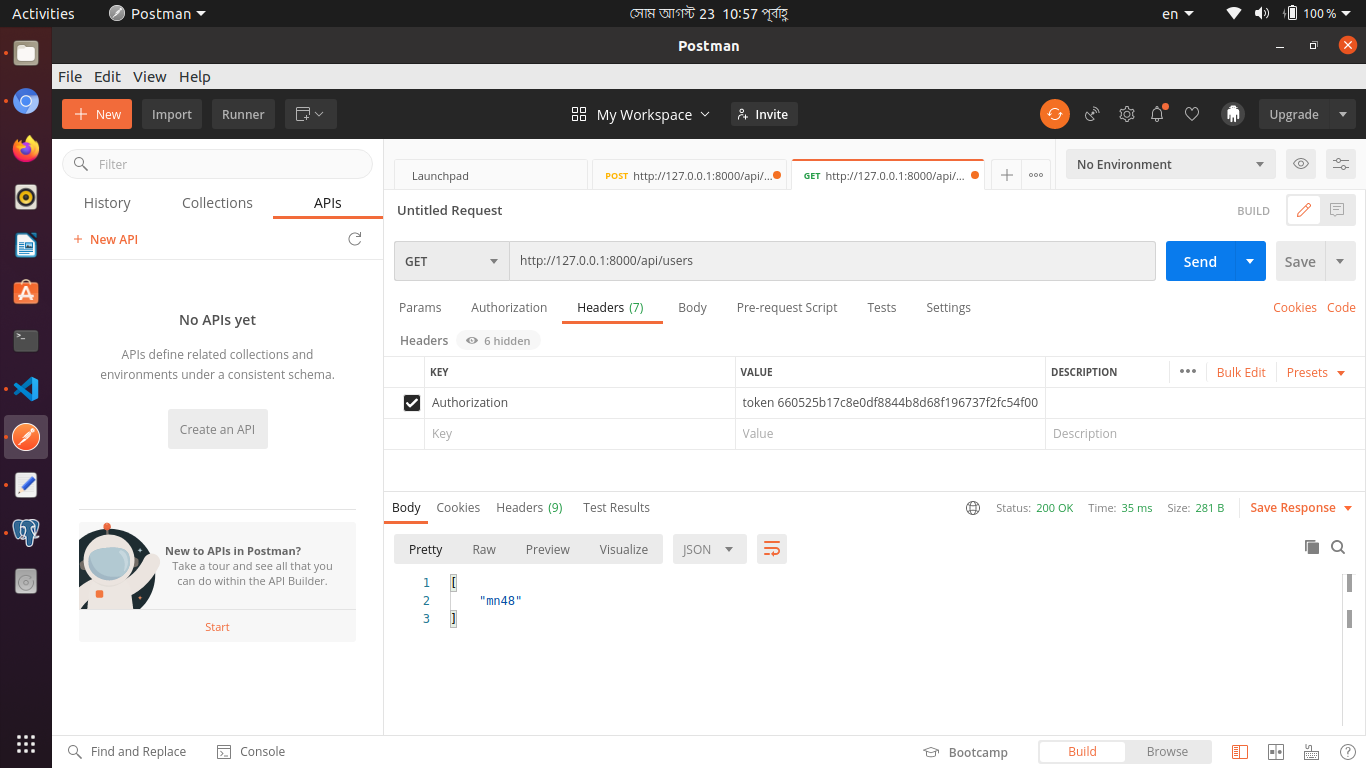 Activities Postman সোম আগস্ট 23 10:57 পূর্বাহ্ণ en 100 %
Postman
File Edit View Help
New Import Runner My Workspace Invite Upgrade
Filter
History Collections APIs
New API
No APIs yet
APIs define related collections and
environments under a consistent schema.
Create an API
New to APIs in Postman?
Take a tour and see all that you
can do within the API Builder.
Start
Launchpad POST http://127.0.0.1:8000/api/... GET http://127.0.0.1:8000/api/... No Environment
Untitled Request BUILD
GET http://127.0.0.1:8000/api/users Send Save
Params Authorization Headers (7) Body Pre-request Script Tests Settings Cookies Code
Headers 6 hidden
KEY VALUE DESCRIPTION Bulk Edit Presets
Authorization token 660525b17c8e0df8844b8d68f196737f2fc54f00
Key Value Description
Body Cookies Headers (9) Test Results Status: 200 OK Time: 35 ms Size: 281 B Save Response
Pretty Raw Preview Visualize JSON
1 [
2 "mn48"
3 ]
Find and Replace Console Bootcamp Build Browse